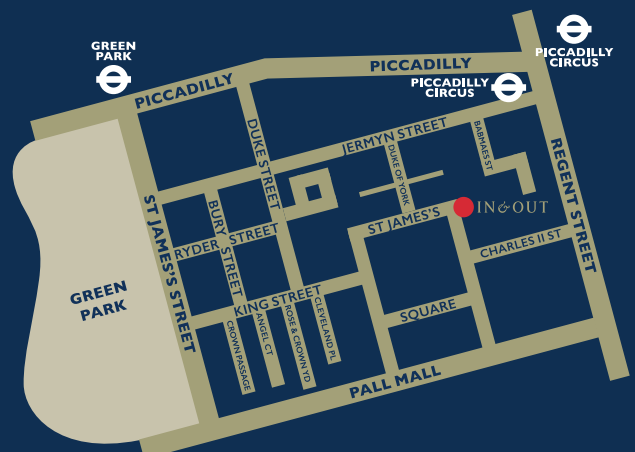 GREEN
PARK
PICCADILLY
CIRCUS
PICCADILLY
PICCADILLY
PICCADILLY
CIRCUS
JERMYN STREET
DUKE STREET
DUKE OF YORK
BABMAES ST
REGENT STREET
ST JAMES'S STREET
BURY STREET
RYDER STREET
ST JAMES'S
IN & OUT
CHARLES II ST
GREEN
PARK
KING STREET
SQUARE
CROWN PASSAGE
ANGEL CT
ROSE & CROWN YD
CLEVELAND PL
PALL MALL